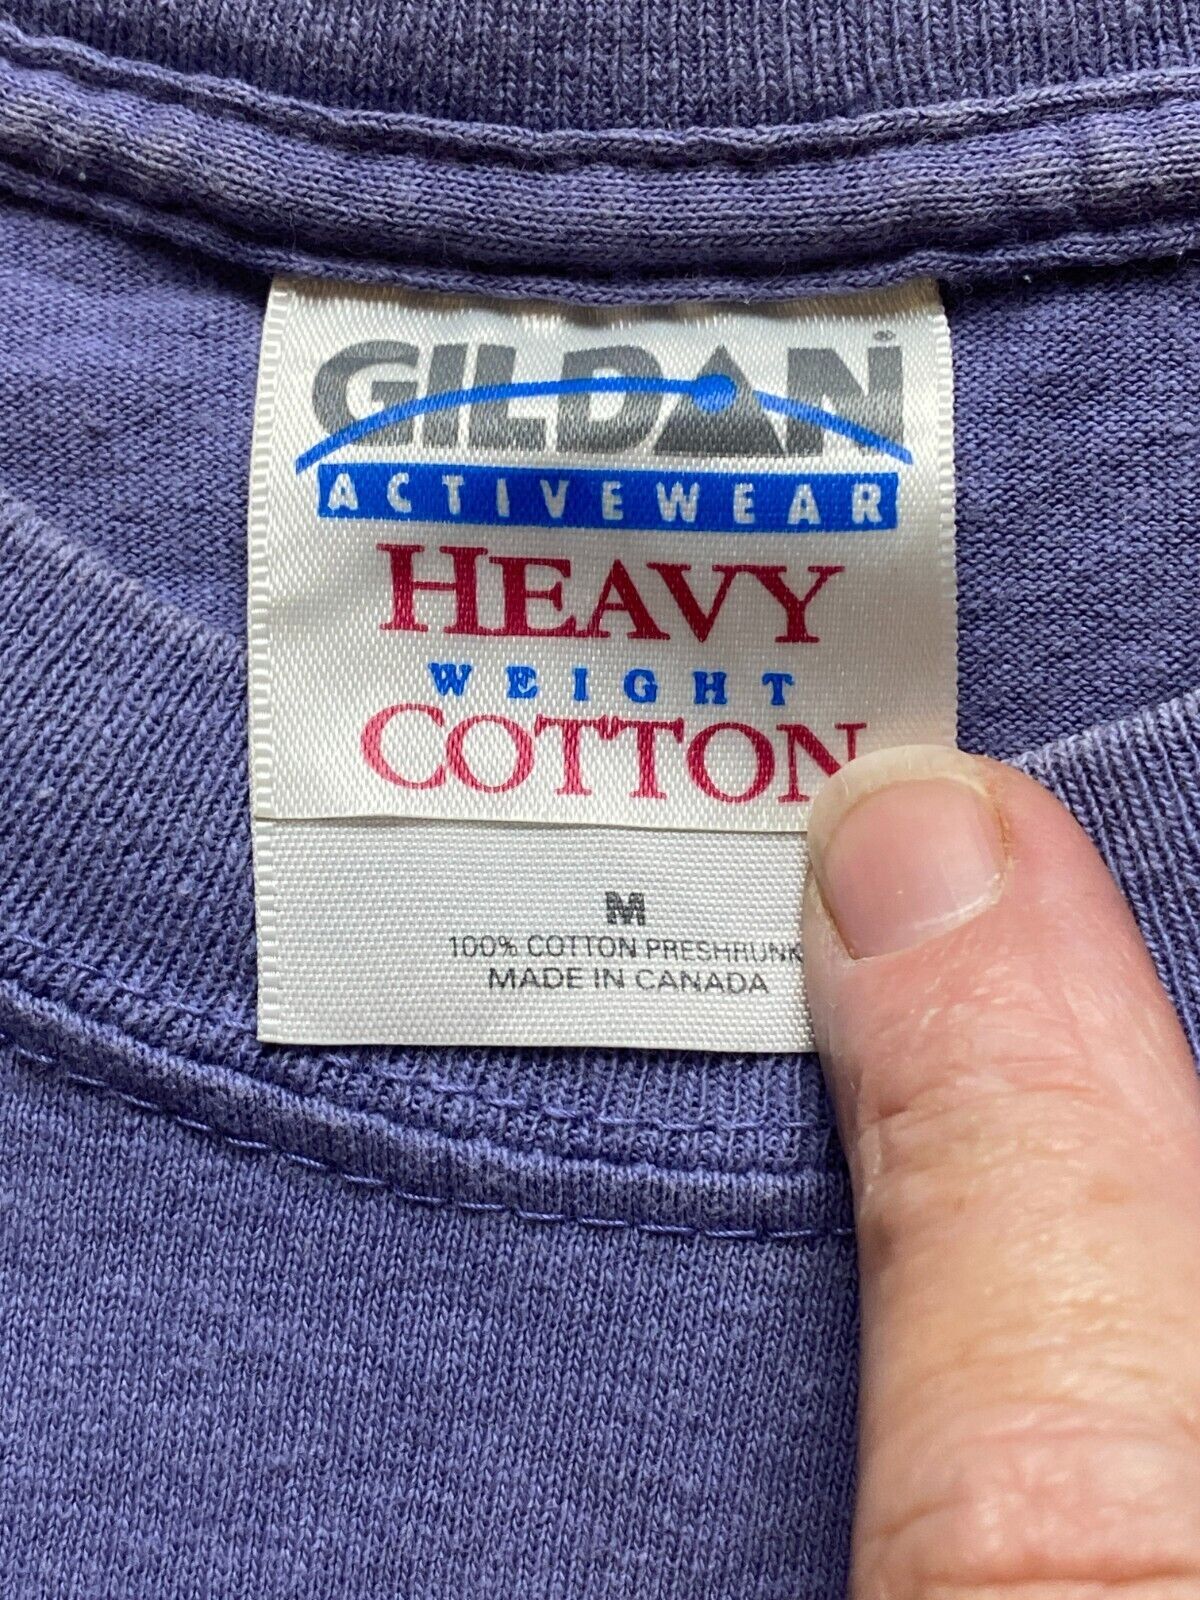 GILDAN®
ACTIVEWEAR
HEAVY
WEIGHT
COTTON
M
100% COTTON PRESHRUNK
MADE IN CANADA